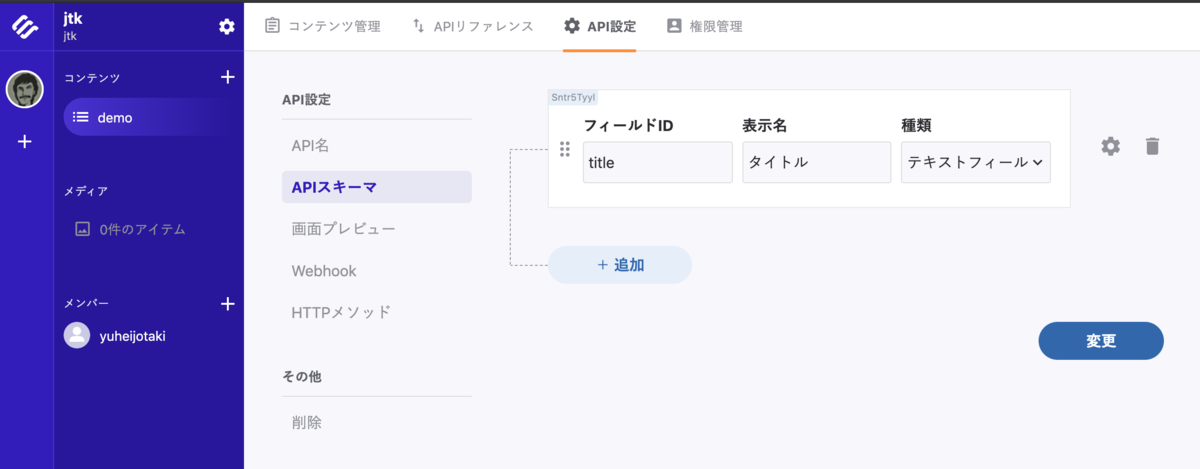 jtk
jtk
コンテンツ
demo
メディア
0件のアイテム
メンバー
yuheijotaki
コンテンツ管理
APIリファレンス
API設定
権限管理
API設定
API名
APIスキーマ
画面プレビュー
Webhook
HTTPメソッド
その他
削除
Sntr5TyyI
フィールドID 表示名 種類
title タイトル テキストフィール
+ 追加
変更